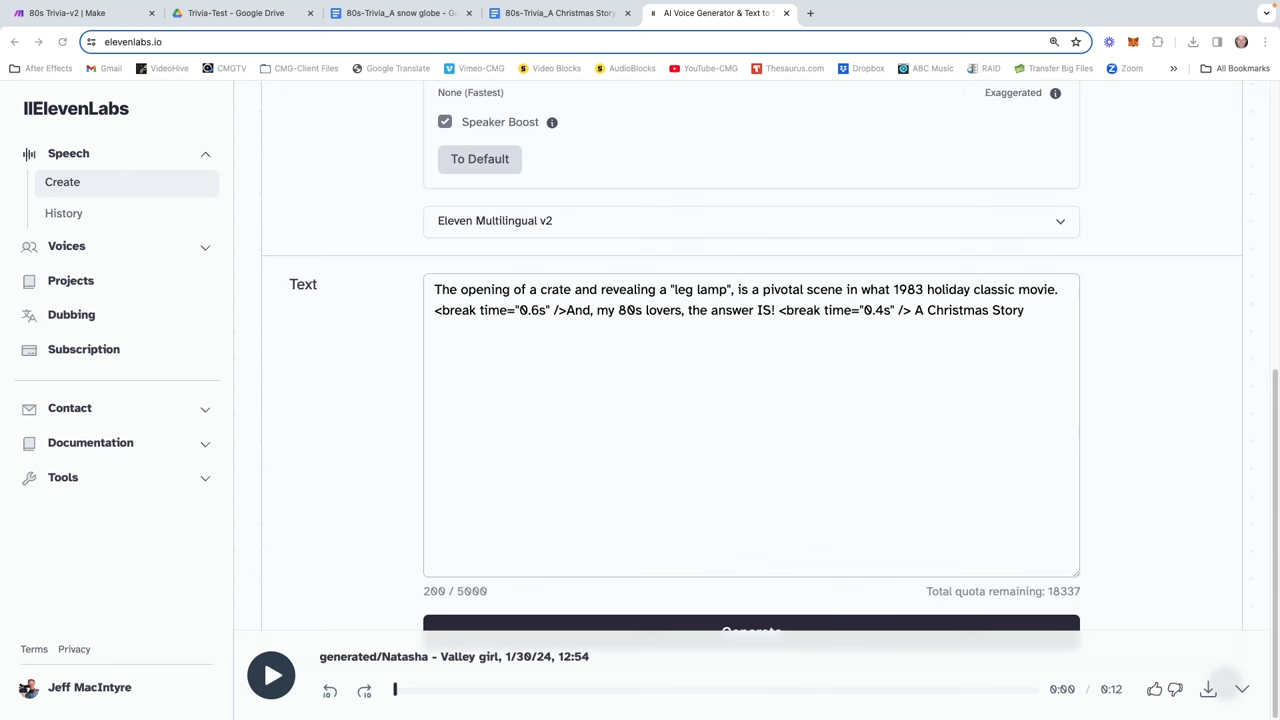 80s Trivia-v2 | Make
Trivia-Test - Google Drive
80s-Trivia_A snow globe - Go
80s-Trivia_A Christmas Story
AI Voice Generator & Text to S
elevenlabs.io
After Effects
Gmail
VideoHive
CMGTV
CMG-Client Files
Google Translate
Vimeo-CMG
Video Blocks
AudioBlocks
YouTube-CMG
Thesaurus.com
Dropbox
ABC Music
RAID
Transfer Big Files
Zoom
»
All Bookmarks
IIElevenLabs
Speech
Create
History
Voices
Projects
Dubbing
Subscription
Contact
Documentation
Tools
Terms
Privacy
Jeff MacIntyre
None (Fastest)
Exaggerated
Speaker Boost
To Default
Eleven Multilingual v2
Text
The opening of a crate and revealing a "leg lamp", is a pivotal scene in what 1983 holiday classic movie.
<break time="0.6s" />And, my 80s lovers, the answer IS! <break time="0.4s" /> A Christmas Story
200 / 5000
Total quota remaining: 18337
Generate
generated/Natasha - Valley girl, 1/30/24, 12:54
10
10
0:00 / 0:12